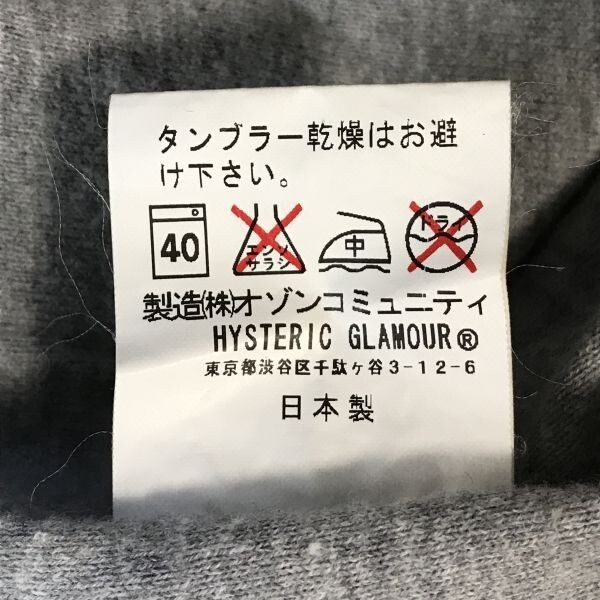 タンブラー乾燥はお避
け下さい。
40 エンソサラシ 中 ドライ
製造(株)オゾンコミュニティ
HYSTERIC GLAMOUR®
東京都渋谷区千駄ヶ谷3-12-6
日本製